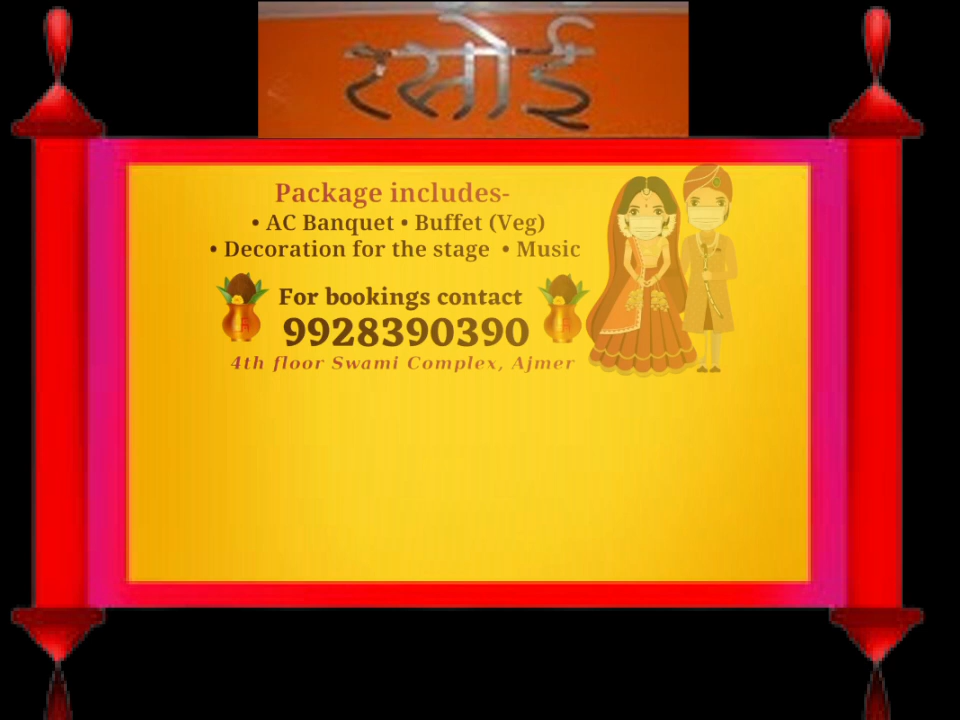 रसोई
Package includes-
• AC Banquet • Buffet (Veg)
• Decoration for the stage • Music
For bookings contact
9928390390
4th floor Swami Complex, Ajmer